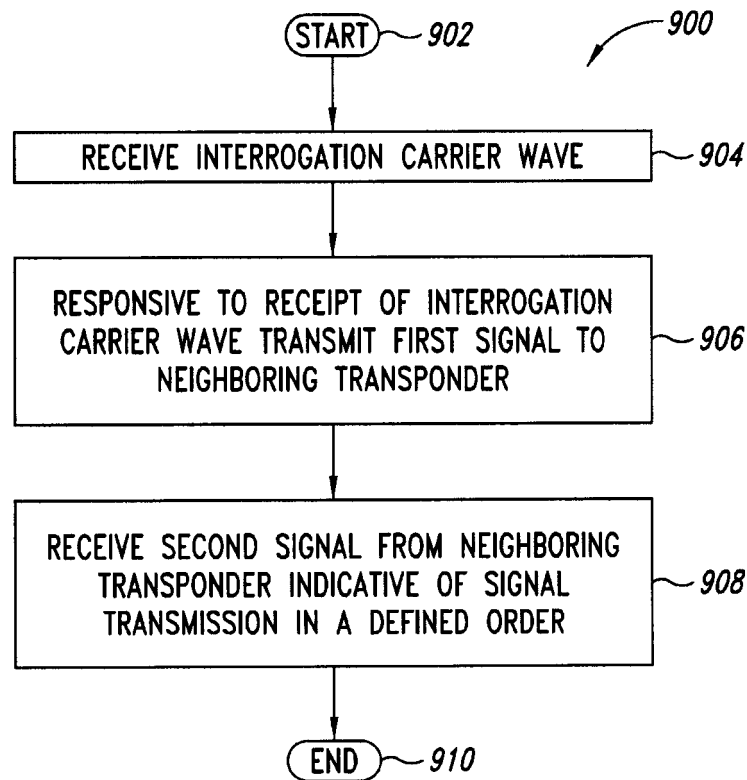 START 902
900
RECEIVE INTERROGATION CARRIER WAVE 904
RESPONSIVE TO RECEIPT OF INTERROGATION
CARRIER WAVE TRANSMIT FIRST SIGNAL TO
NEIGHBORING TRANSPONDER
906
RECEIVE SECOND SIGNAL FROM NEIGHBORING
TRANSPONDER INDICATIVE OF SIGNAL
TRANSMISSION IN A DEFINED ORDER
908
END 910